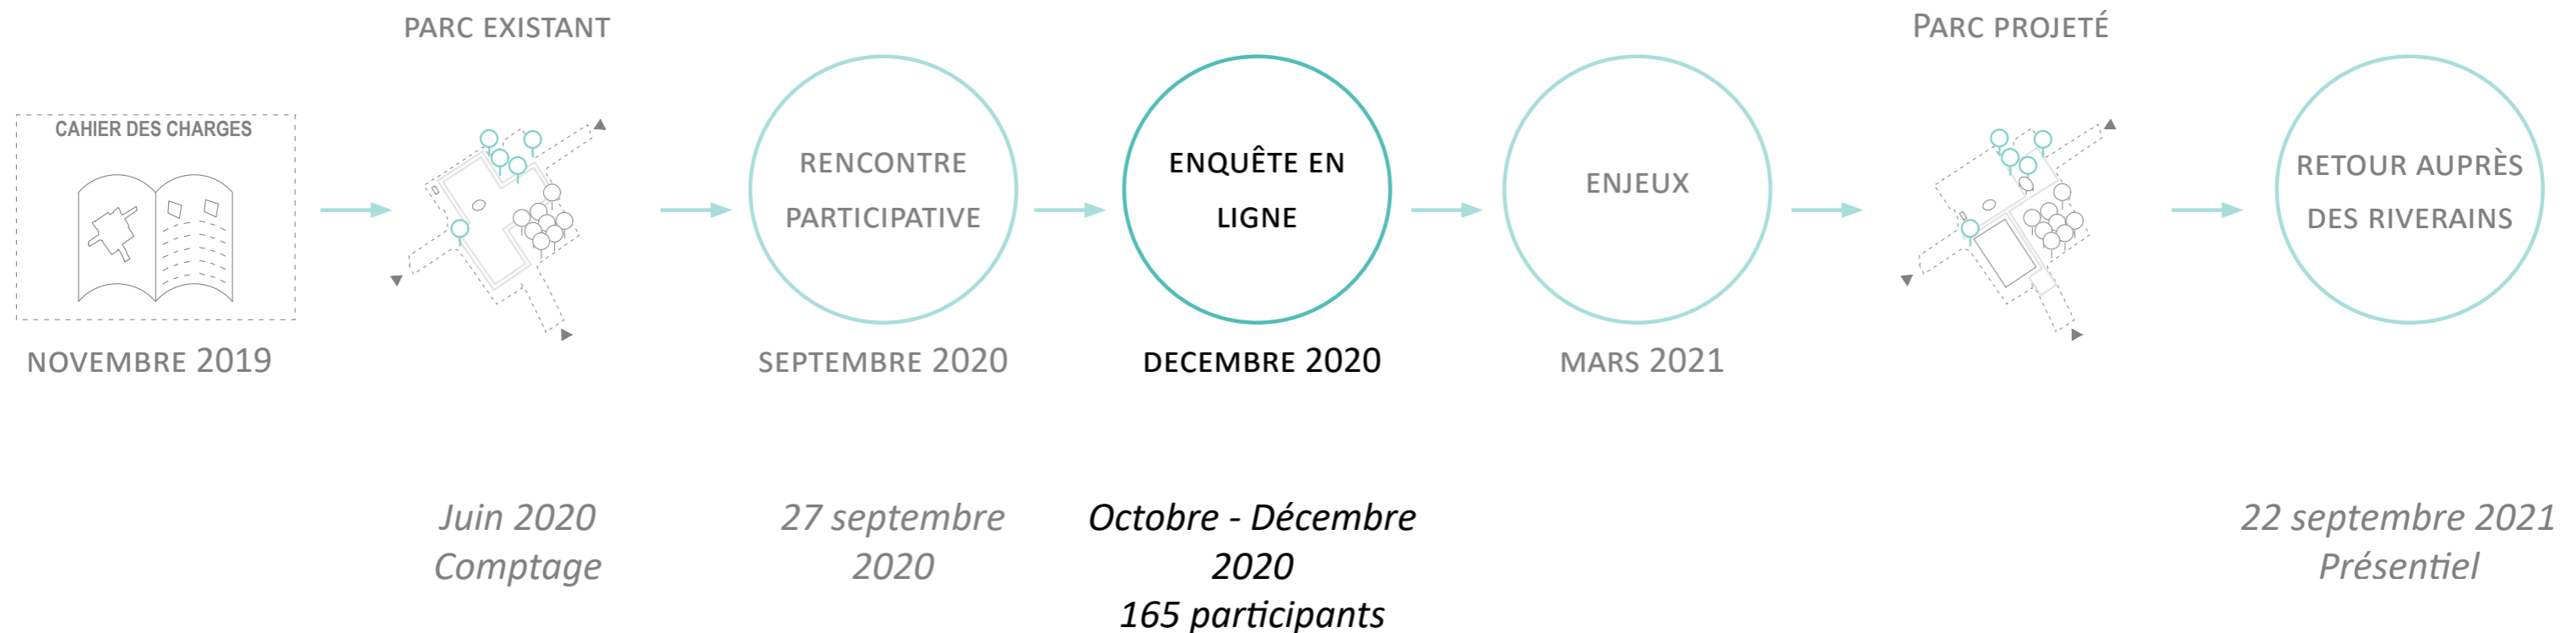 PARC EXISTANT
PARC PROJETÉ
CAHIER DES CHARGES
RENCONTRE
PARTICIPATIVE
ENQUÊTE EN
LIGNE
ENJEUX
RETOUR AUPRÈS
DES RIVERAINS
NOVEMBRE 2019
SEPTEMBRE 2020
DECEMBRE 2020
MARS 2021
Juin 2020
Comptage
27 septembre
2020
Octobre - Décembre
2020
165 participants
22 septembre 2021
Présentiel